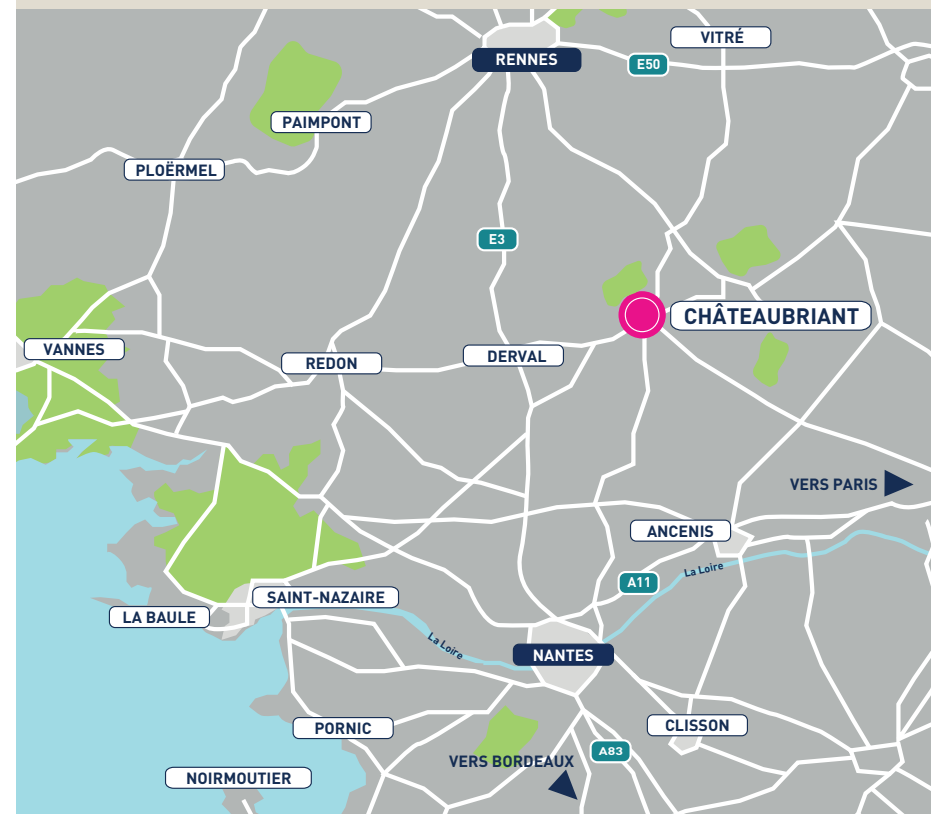 VITRÉ
RENNES
E50
PAIMPONT
PLOËRMEL
E3
CHÂTEAUBRIANT
VANNES
REDON
DERVAL
VERS PARIS
ANCENIS
La Loire
A11
SAINT-NAZAIRE
LA BAULE
La Loire
NANTES
PORNIC
CLISSON
A83
VERS BORDEAUX
NOIRMOUTIER